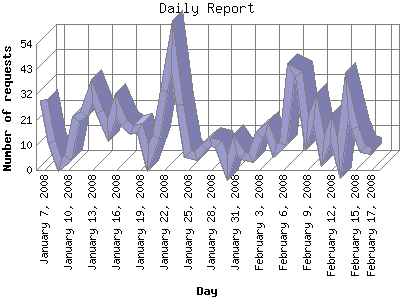 Daily Report
Number of requests
54
43
32
21
10
0
January 7, 2008
January 10, 2008
January 13, 2008
January 16, 2008
January 19, 2008
January 22, 2008
January 25, 2008
January 28, 2008
January 31, 2008
February 3, 2008
February 6, 2008
February 9, 2008
February 12, 2008
February 15, 2008
February 17, 2008
Day